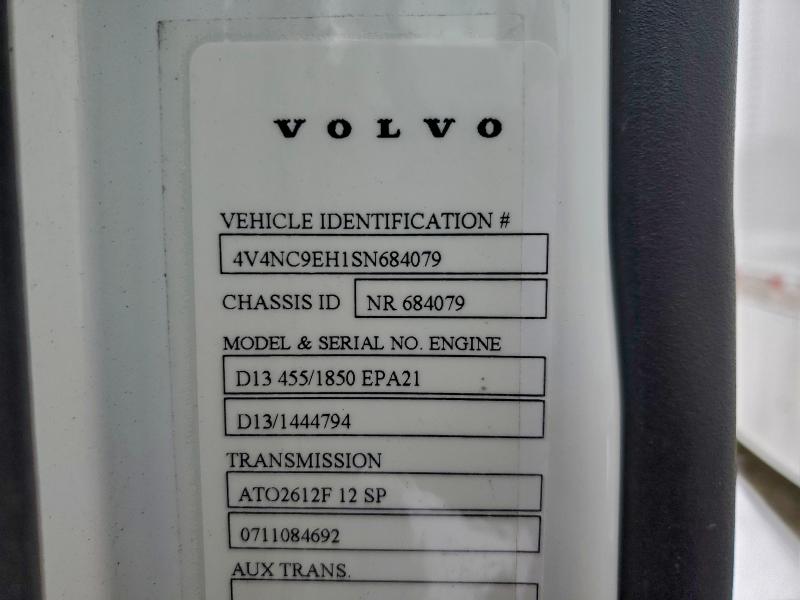 VOLVO
VEHICLE IDENTIFICATION #
4V4NC9EH1SN684079
CHASSIS ID NR 684079
MODEL & SERIAL NO. ENGINE
D13 455/1850 EPA21
D13/1444794
TRANSMISSION
ATO2612F 12 SP
0711084692
AUX TRANS.